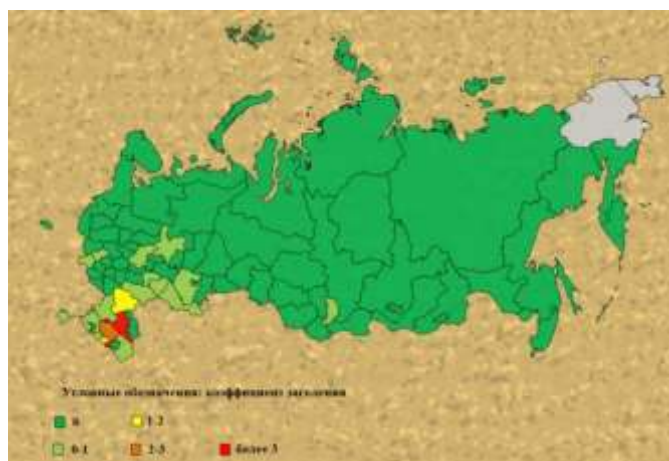 Условные обозначения: коэффициент заселения
0 1-2
0-1 2-3 более 3